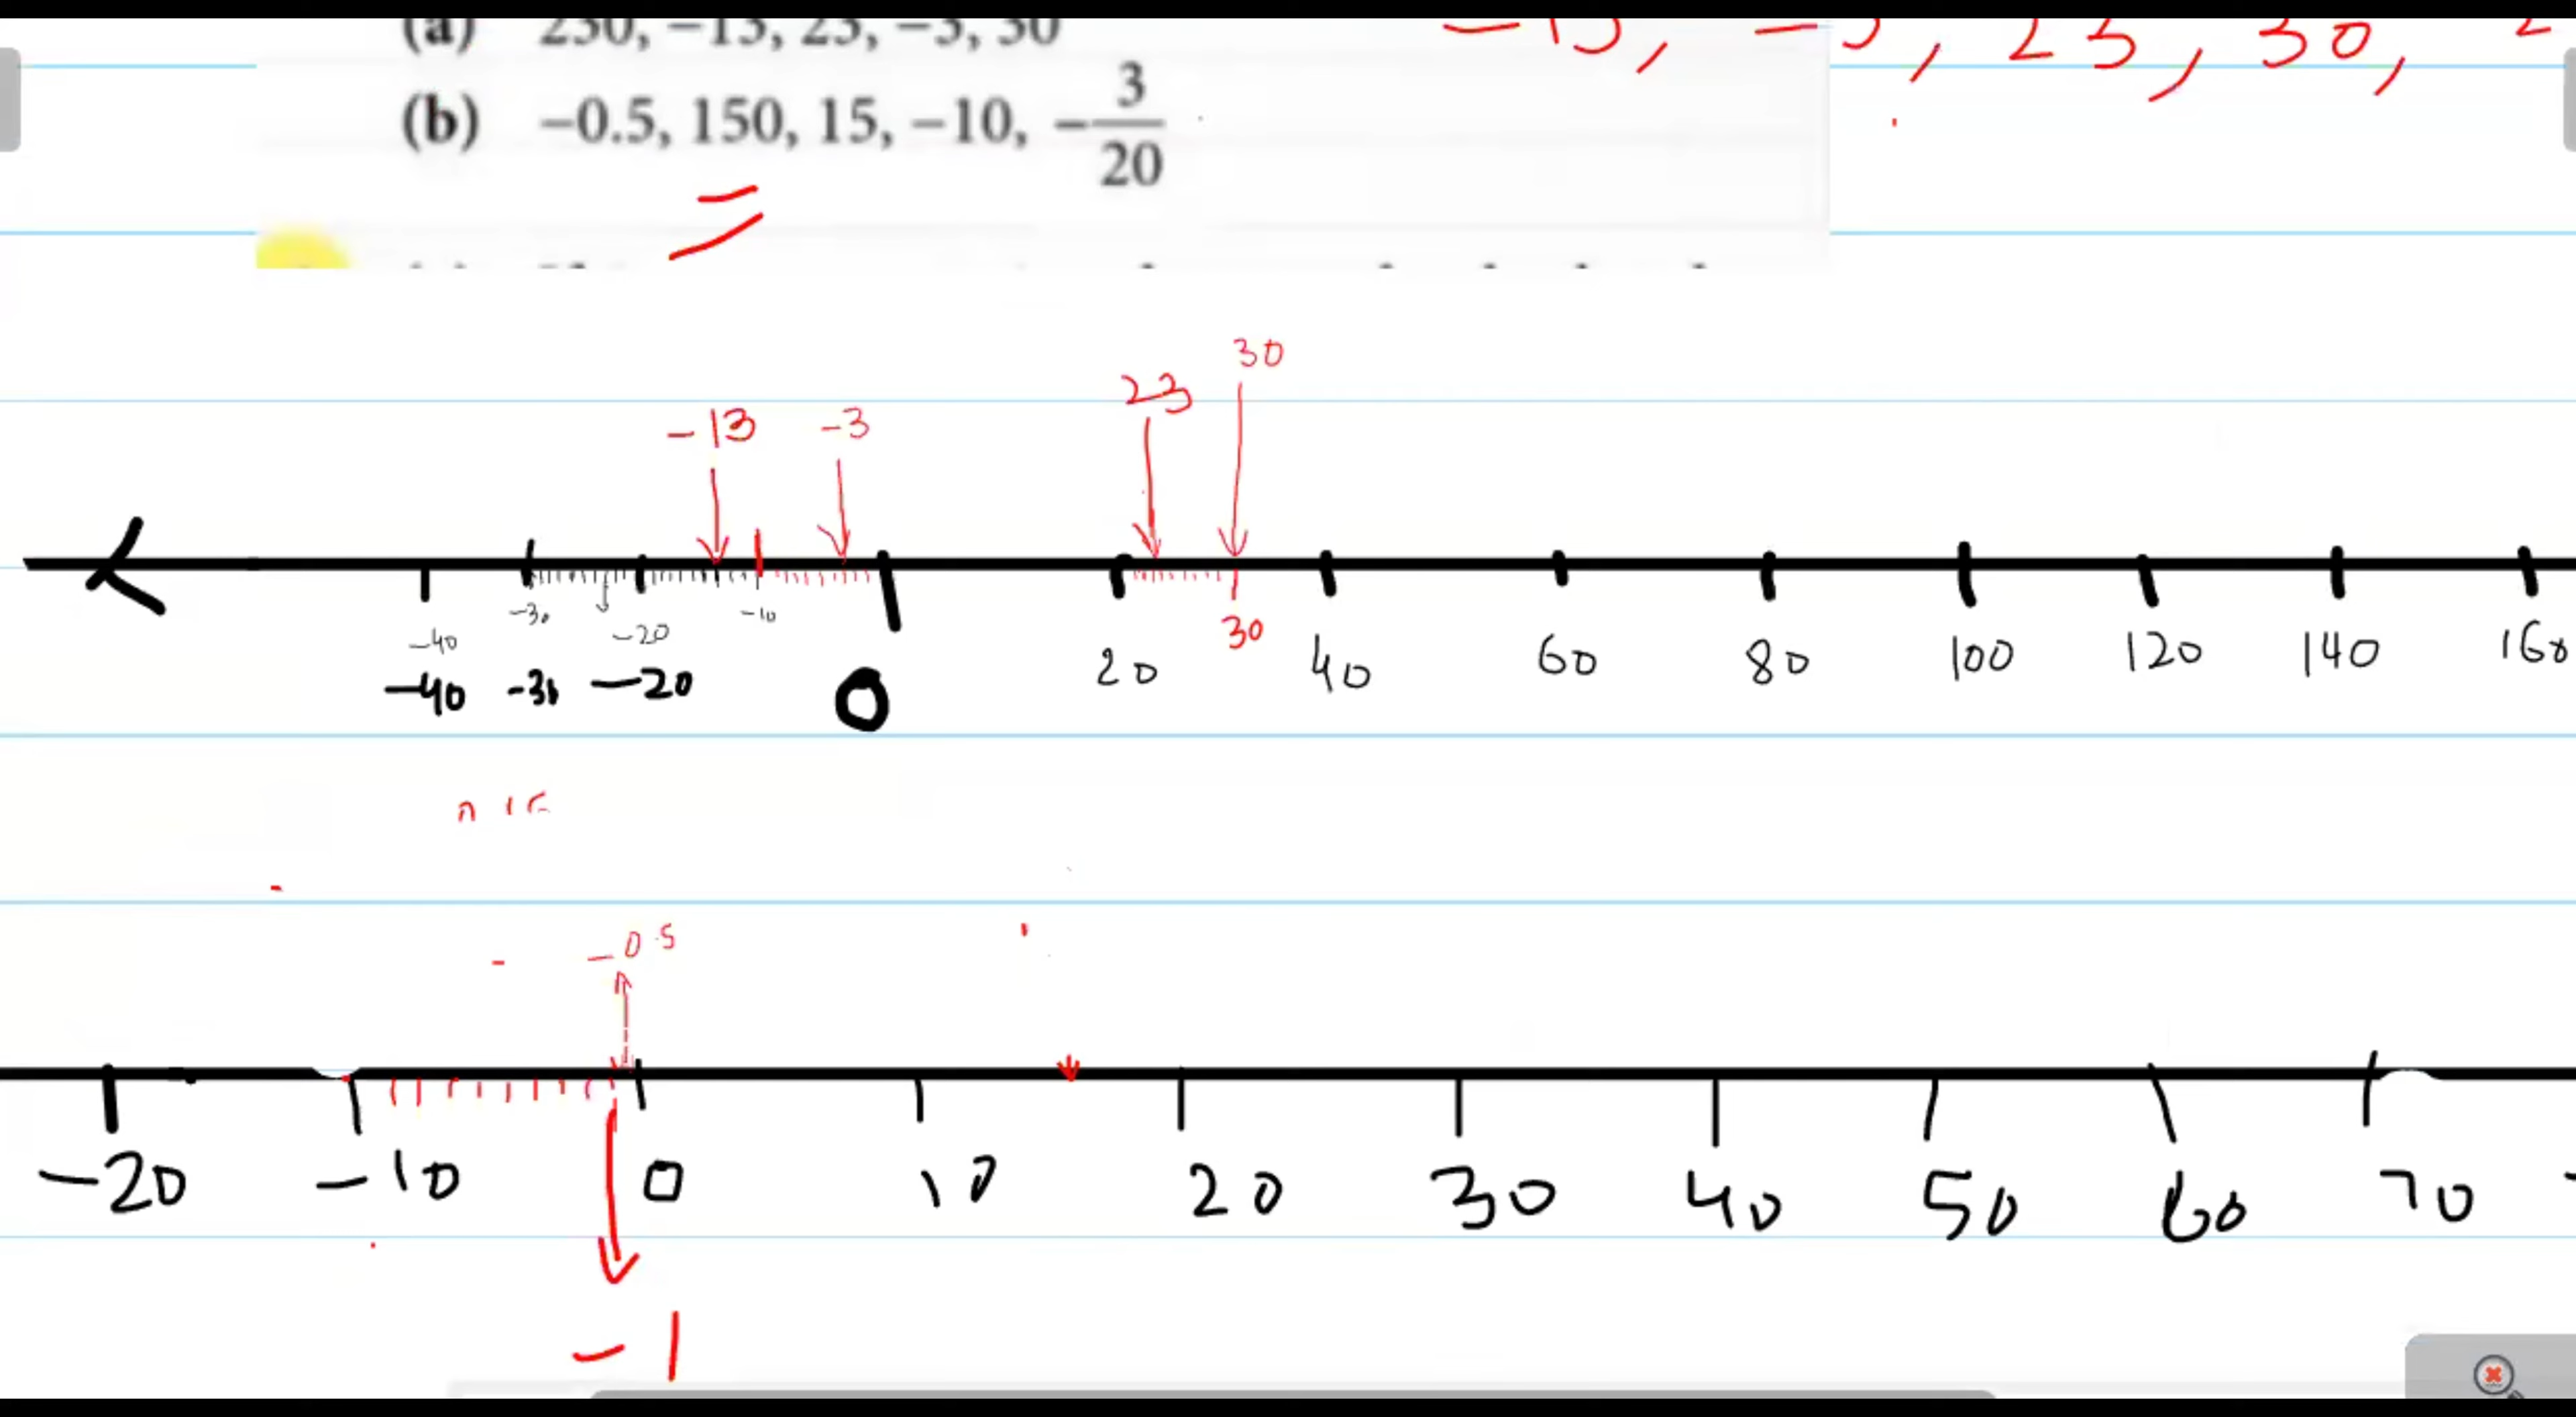 (a) 230, −13, 23, −3, 30
−13, −3, 23, 30,
(b) −0.5, 150, 15, −10, −3/20
30
23
-13 -3
-30 -10
-40 -20 30
-40 -30 -20 0 20 40 60 80 100 120 140 160
-0.5
-20 -10 0 10 20 30 40 50 60 70
-1